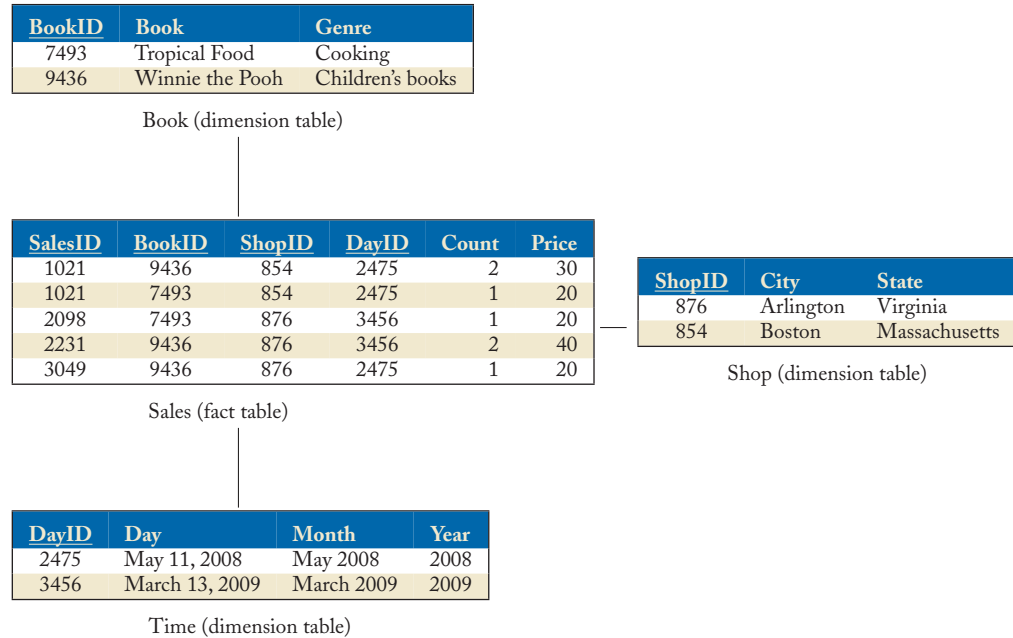 BookID Book Genre
7493 Tropical Food Cooking
9436 Winnie the Pooh Children's books
Book (dimension table)
SalesID BookID ShopID DayID Count Price
1021 9436 854 2475 2 30
1021 7493 854 2475 1 20
2098 7493 876 3456 1 20
2231 9436 876 3456 2 40
3049 9436 876 2475 1 20
Sales (fact table)
ShopID City State
876 Arlington Virginia
854 Boston Massachusetts
Shop (dimension table)
DayID Day Month Year
2475 May 11, 2008 May 2008 2008
3456 March 13, 2009 March 2009 2009
Time (dimension table)